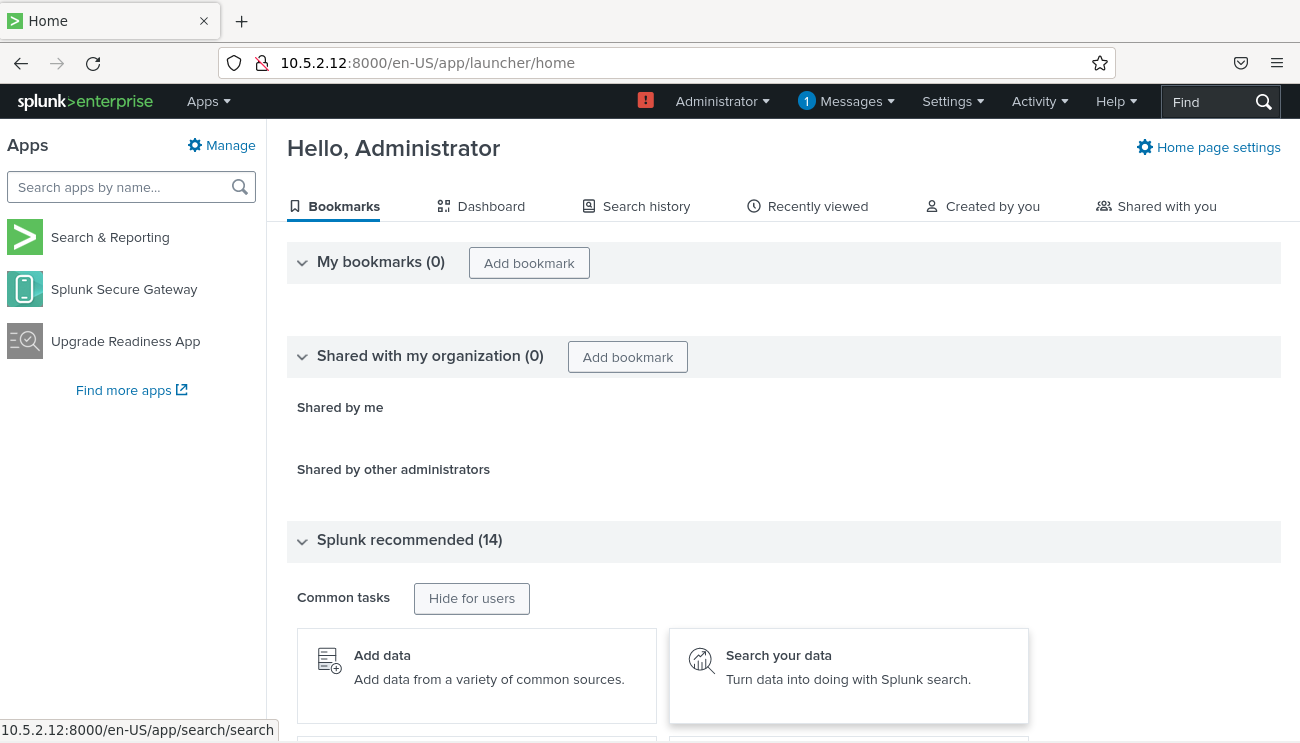 Home
10.5.2.12:8000/en-US/app/launcher/home
splunk>enterprise Apps Administrator 1 Messages Settings Activity Help Find
Apps Manage
Search apps by name...
Search & Reporting
Splunk Secure Gateway
Upgrade Readiness App
Find more apps
Hello, Administrator
Home page settings
Bookmarks Dashboard Search history Recently viewed Created by you Shared with you
My bookmarks (0) Add bookmark
Shared with my organization (0) Add bookmark
Shared by me
Shared by other administrators
Splunk recommended (14)
Common tasks Hide for users
Add data
Add data from a variety of common sources.
Search your data
Turn data into doing with Splunk search.
10.5.2.12:8000/en-US/app/search/search